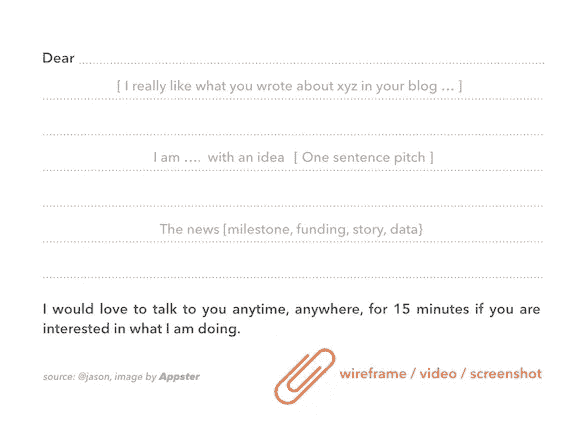 Dear
[ I really like what you wrote about xyz in your blog ... ]
I am .... with an idea [ One sentence pitch ]
The news [milestone, funding, story, data}
I would love to talk to you anytime, anywhere, for 15 minutes if you are
interested in what I am doing.
source: @jason, image by Appster
wireframe / video / screenshot